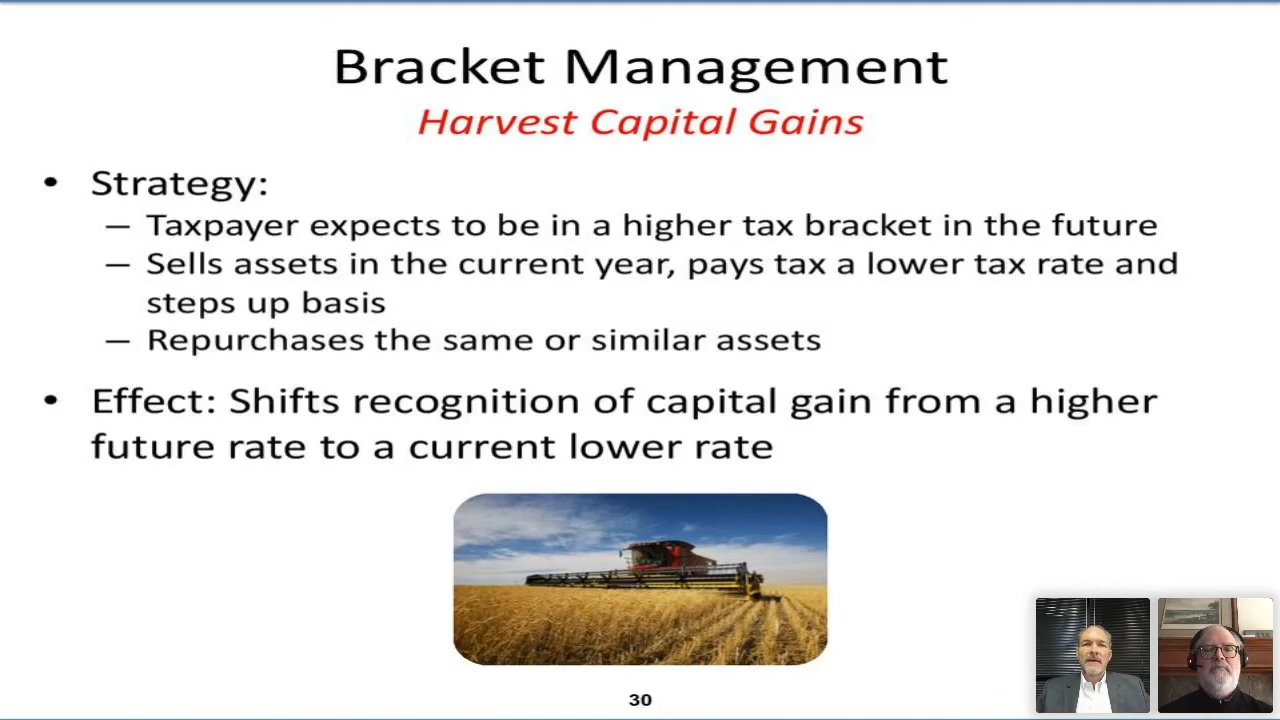 Bracket Management
Harvest Capital Gains
• Strategy:
– Taxpayer expects to be in a higher tax bracket in the future
– Sells assets in the current year, pays tax a lower tax rate and
steps up basis
– Repurchases the same or similar assets
• Effect: Shifts recognition of capital gain from a higher
future rate to a current lower rate
30